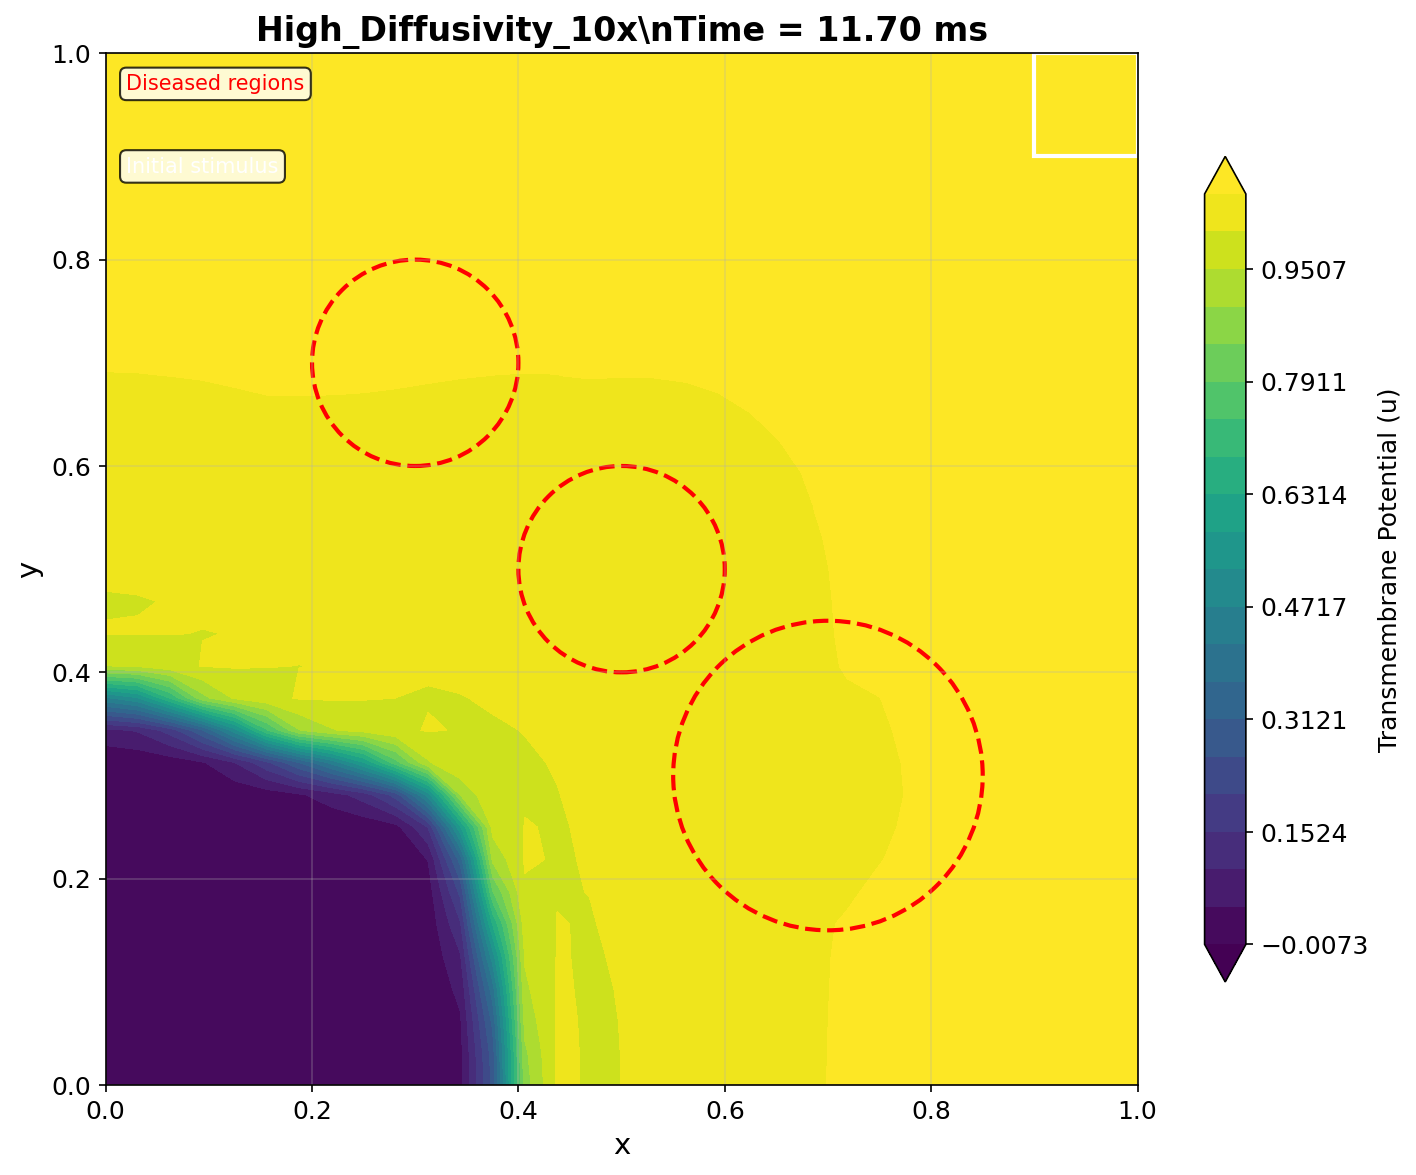 High_Diffusivity_10x\nTime = 11.70 ms
1.0
Diseased regions
Initial stimulus
0.8
0.6
0.4
0.2
0.0
y
0.0 0.2 0.4 0.6 0.8 1.0
x
0.9507
0.7911
0.6314
0.4717
0.3121
0.1524
−0.0073
Transmembrane Potential (u)